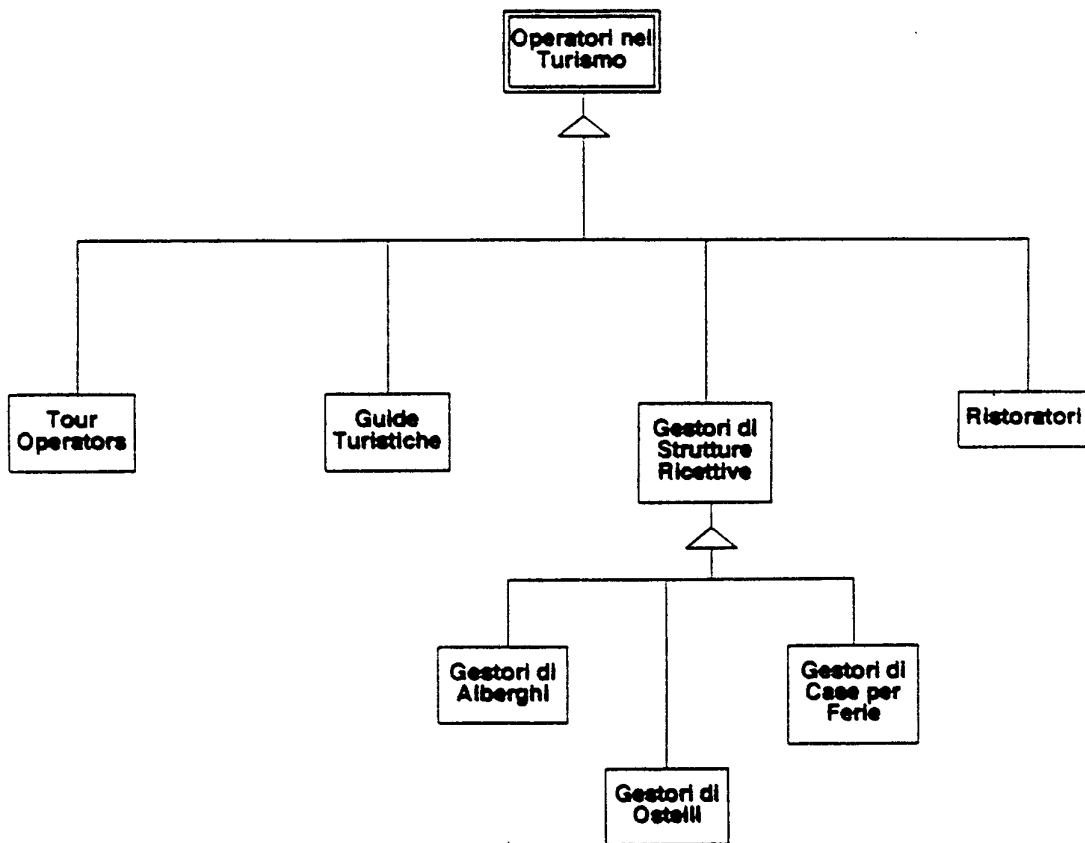 Operatori nel
Turismo
Tour
Operators
Guide
Turistiche
Gestori di
Strutture
Ricettive
Ristoratori
Gestori di
Alberghi
Gestori di
Case per
Ferie
Gestori di
Ostelli